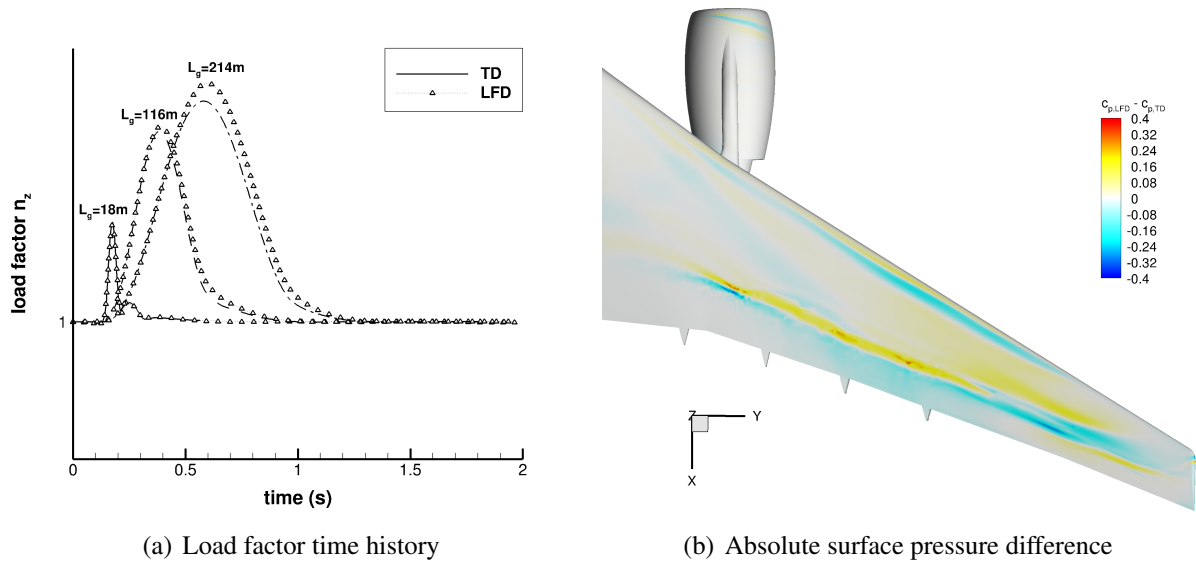 L_g=214m
L_g=116m
L_g=18m
TD
LFD
load factor n_z
1
0
0.5
1
1.5
2
time (s)
(a) Load factor time history
c_p,LFD - c_p,TD
0.4
0.32
0.24
0.16
0.08
0
-0.08
-0.16
-0.24
-0.32
-0.4
Z
Y
X
(b) Absolute surface pressure difference